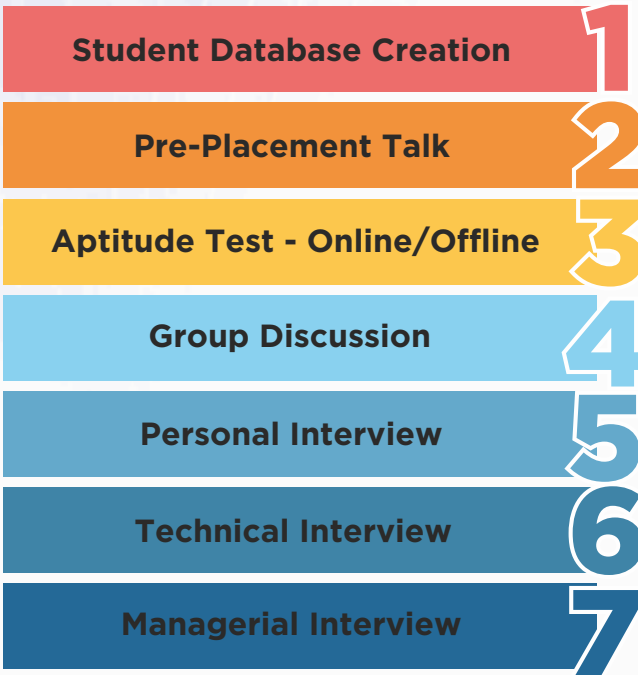 Student Database Creation 1
Pre-Placement Talk 2
Aptitude Test - Online/Offline 3
Group Discussion 4
Personal Interview 5
Technical Interview 6
Managerial Interview 7